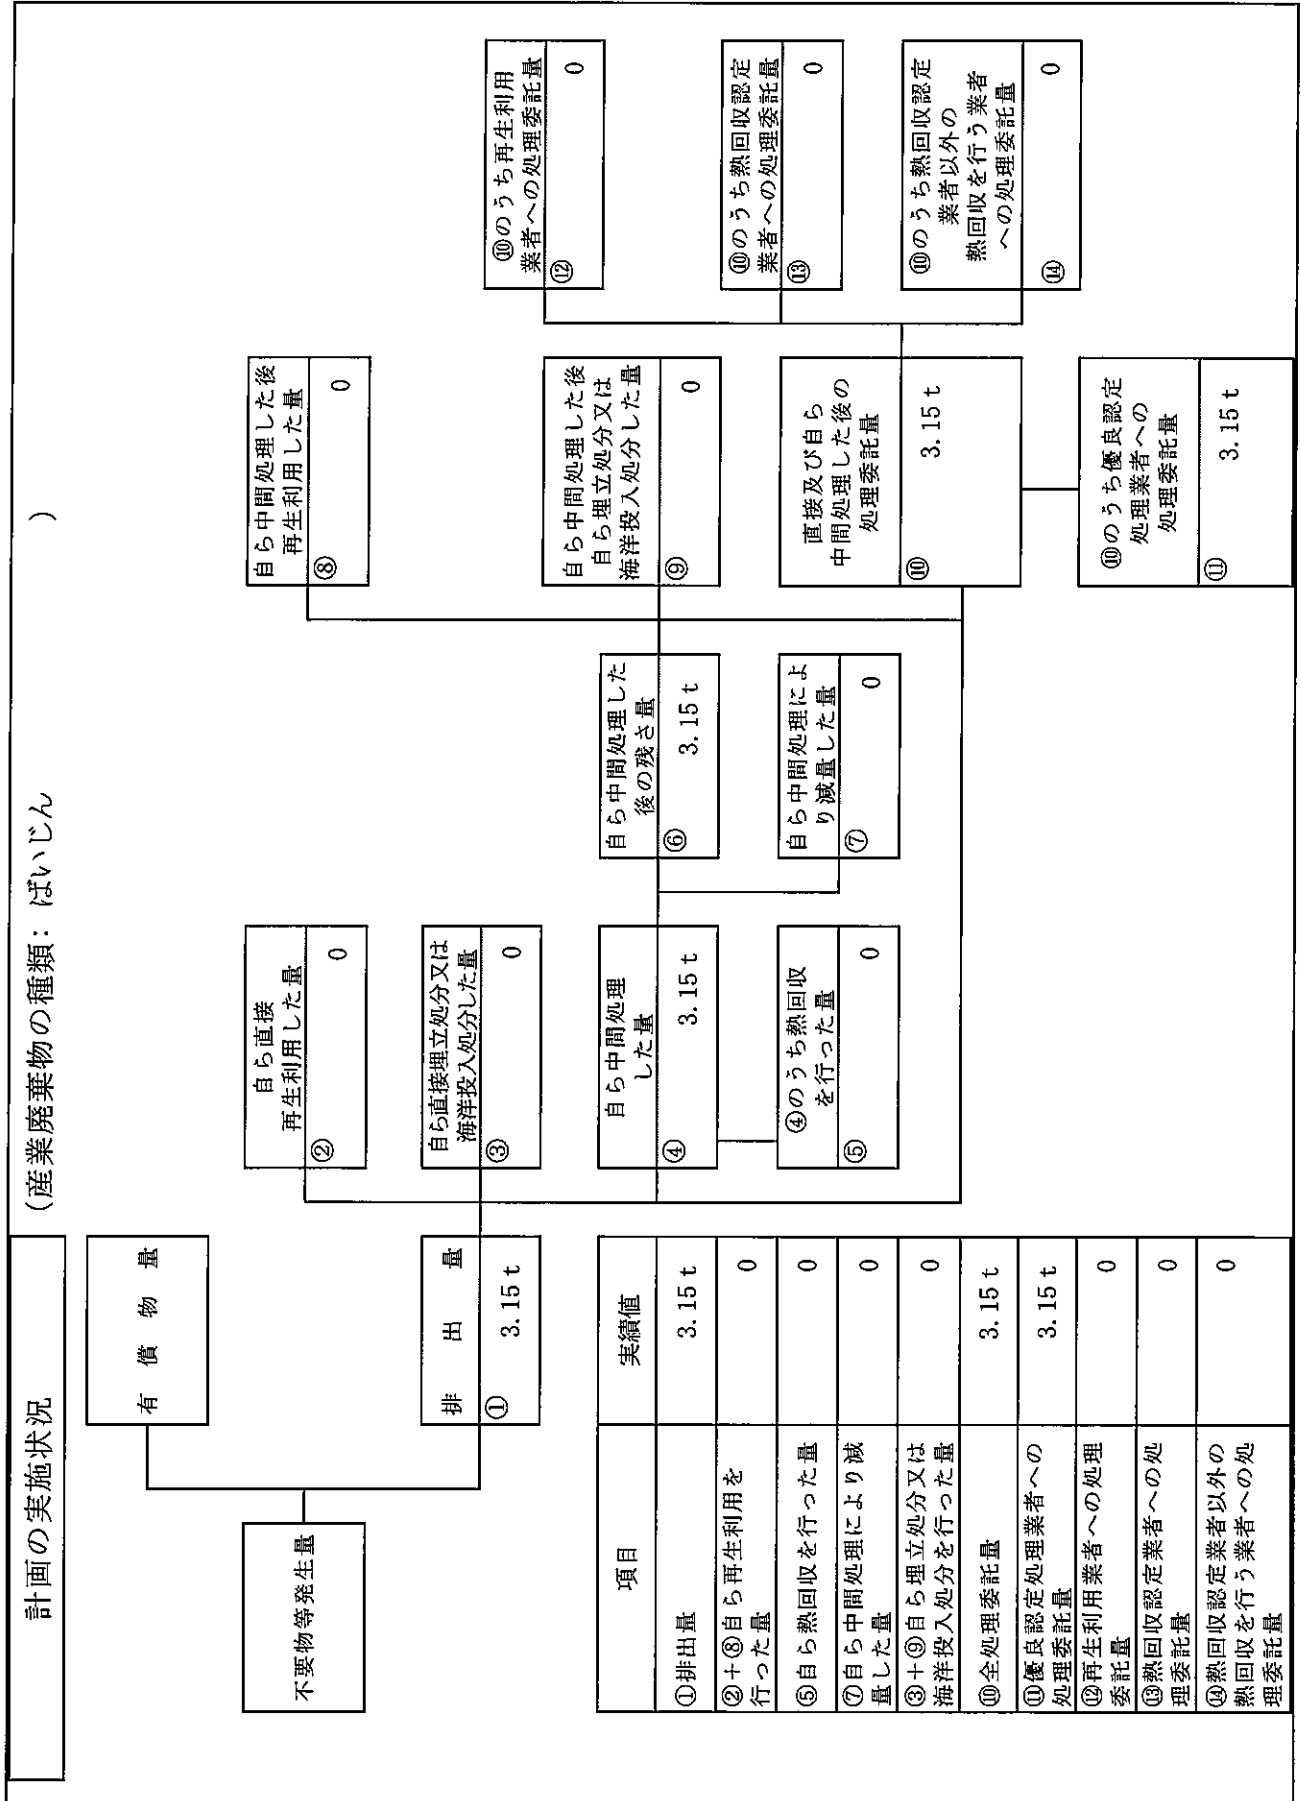 計画の実施状況
(産業廃棄物の種類：ばいじん　　　　　)
不要物等発生量
有償物量
排出量
① 3.15 t
自ら直接
再生利用した量
② 0
自ら直接埋立処分又は
海洋投入処分した量
③ 0
自ら中間処理
した量
④ 3.15 t
④のうち熱回収
を行った量
⑤ 0
自ら中間処理した
後の残さ量
⑥ 3.15 t
自ら中間処理によ
り減量した量
⑦ 0
自ら中間処理した後
再生利用した量
⑧ 0
自ら中間処理した後
自ら埋立処分又は
海洋投入処分した量
⑨ 0
直接及び自ら
中間処理した後の
処理委託量
⑩ 3.15 t
⑩のうち優良認定
処理業者への
処理委託量
⑪ 3.15 t
⑩のうち再生利用
業者への処理委託量
⑫ 0
⑩のうち熱回収認定
業者への処理委託量
⑬ 0
⑩のうち熱回収認定
業者以外の
熱回収を行う業者
への処理委託量
⑭ 0
項目 実績値
①排出量 3.15 t
②＋⑧自ら再生利用を
行った量 0
⑤自ら熱回収を行った量 0
⑦自ら中間処理により減
量した量 0
③＋⑨自ら埋立処分又は
海洋投入処分を行った量 0
⑩全処理委託量 3.15 t
⑪優良認定処理業者への
処理委託量 3.15 t
⑫再生利用業者への処理
委託量 0
⑬熱回収認定業者への処
理委託量 0
⑭熱回収認定業者以外の
熱回収を行う業者への処
理委託量 0